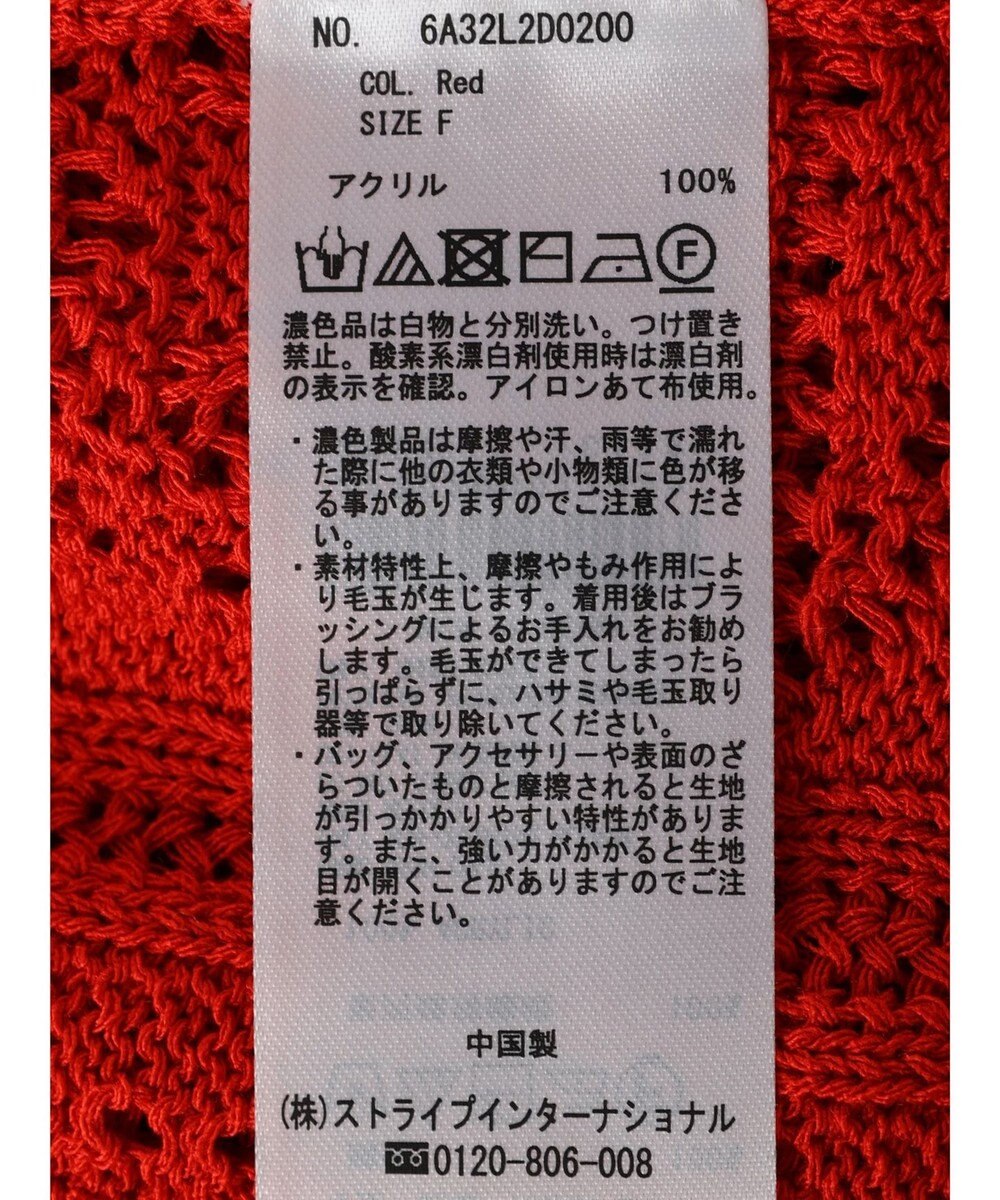 NO. 6A32L2D0200
COL. Red
SIZE F
アクリル 100%
F
濃色品は白物と分別洗い。つけ置き
禁止。酸素系漂白剤使用時は漂白剤
の表示を確認。アイロンあて布使用。
・濃色製品は摩擦や汗、雨等で濡れ
た際に他の衣類や小物類に色が移
る事がありますのでご注意くださ
い。
・素材特性上、摩擦やもみ作用によ
り毛玉が生じます。着用後はブラ
ッシングによるお手入れをお勧め
します。毛玉ができてしまったら
引っぱらずに、ハサミや毛玉取り
器等で取り除いてください。
・バッグ、アクセサリーや表面のざ
らついたものと摩擦されると生地
が引っかかりやすい特性がありま
す。また、強い力がかかると生地
目が開くことがありますのでご注
意ください。
中国製
(株)ストライプインターナショナル
0120-806-008